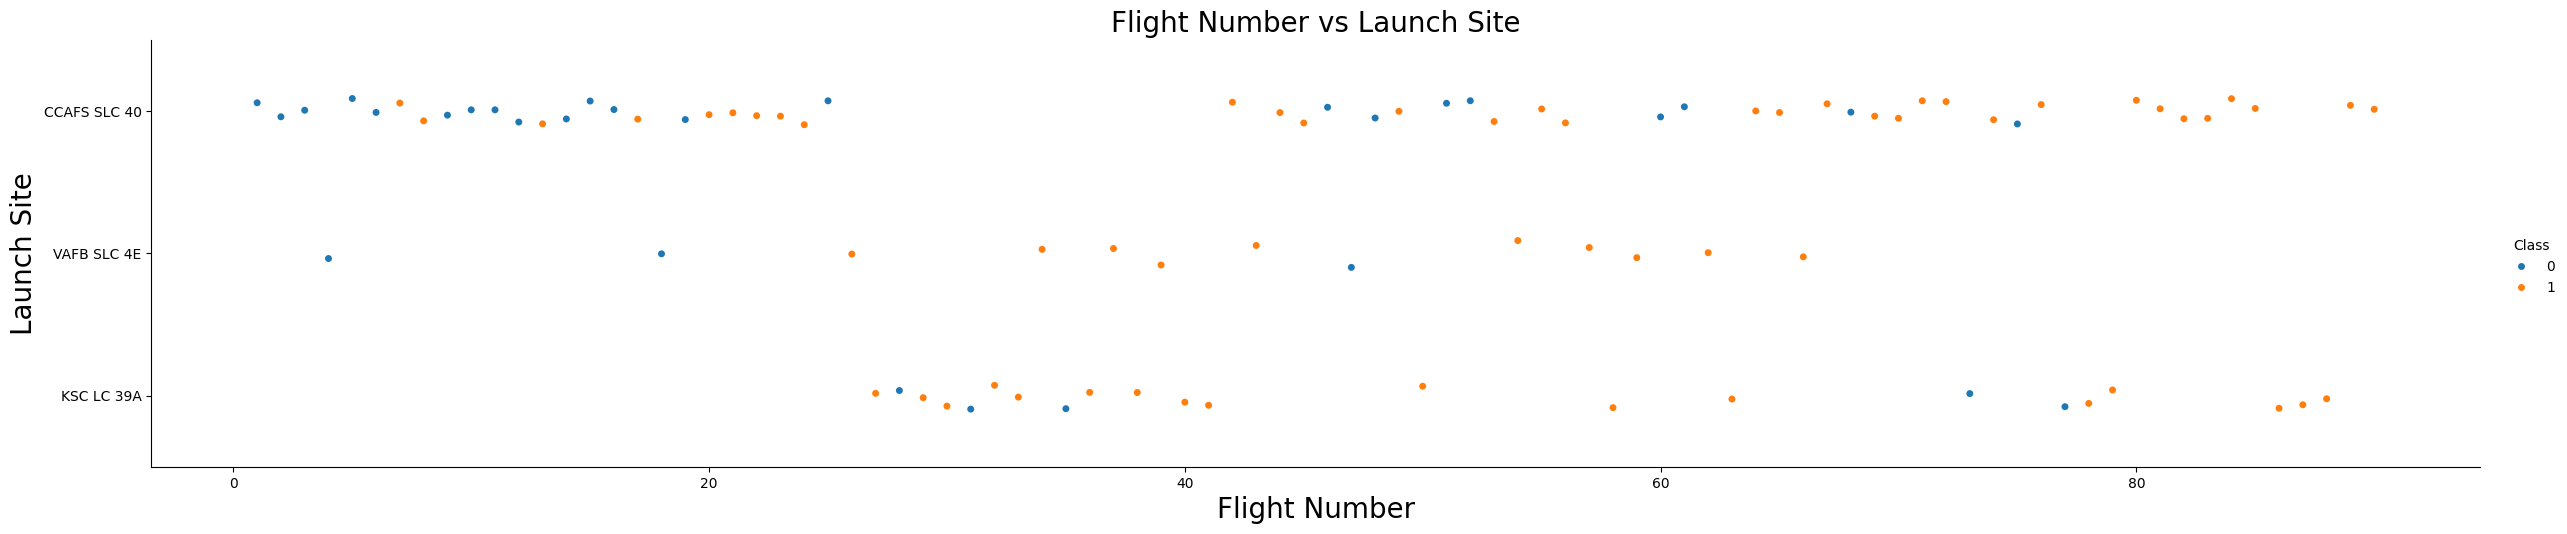 Flight Number vs Launch Site
Launch Site
CCAFS SLC 40
VAFB SLC 4E
KSC LC 39A
0 20 40 60 80
Flight Number
Class
0
1